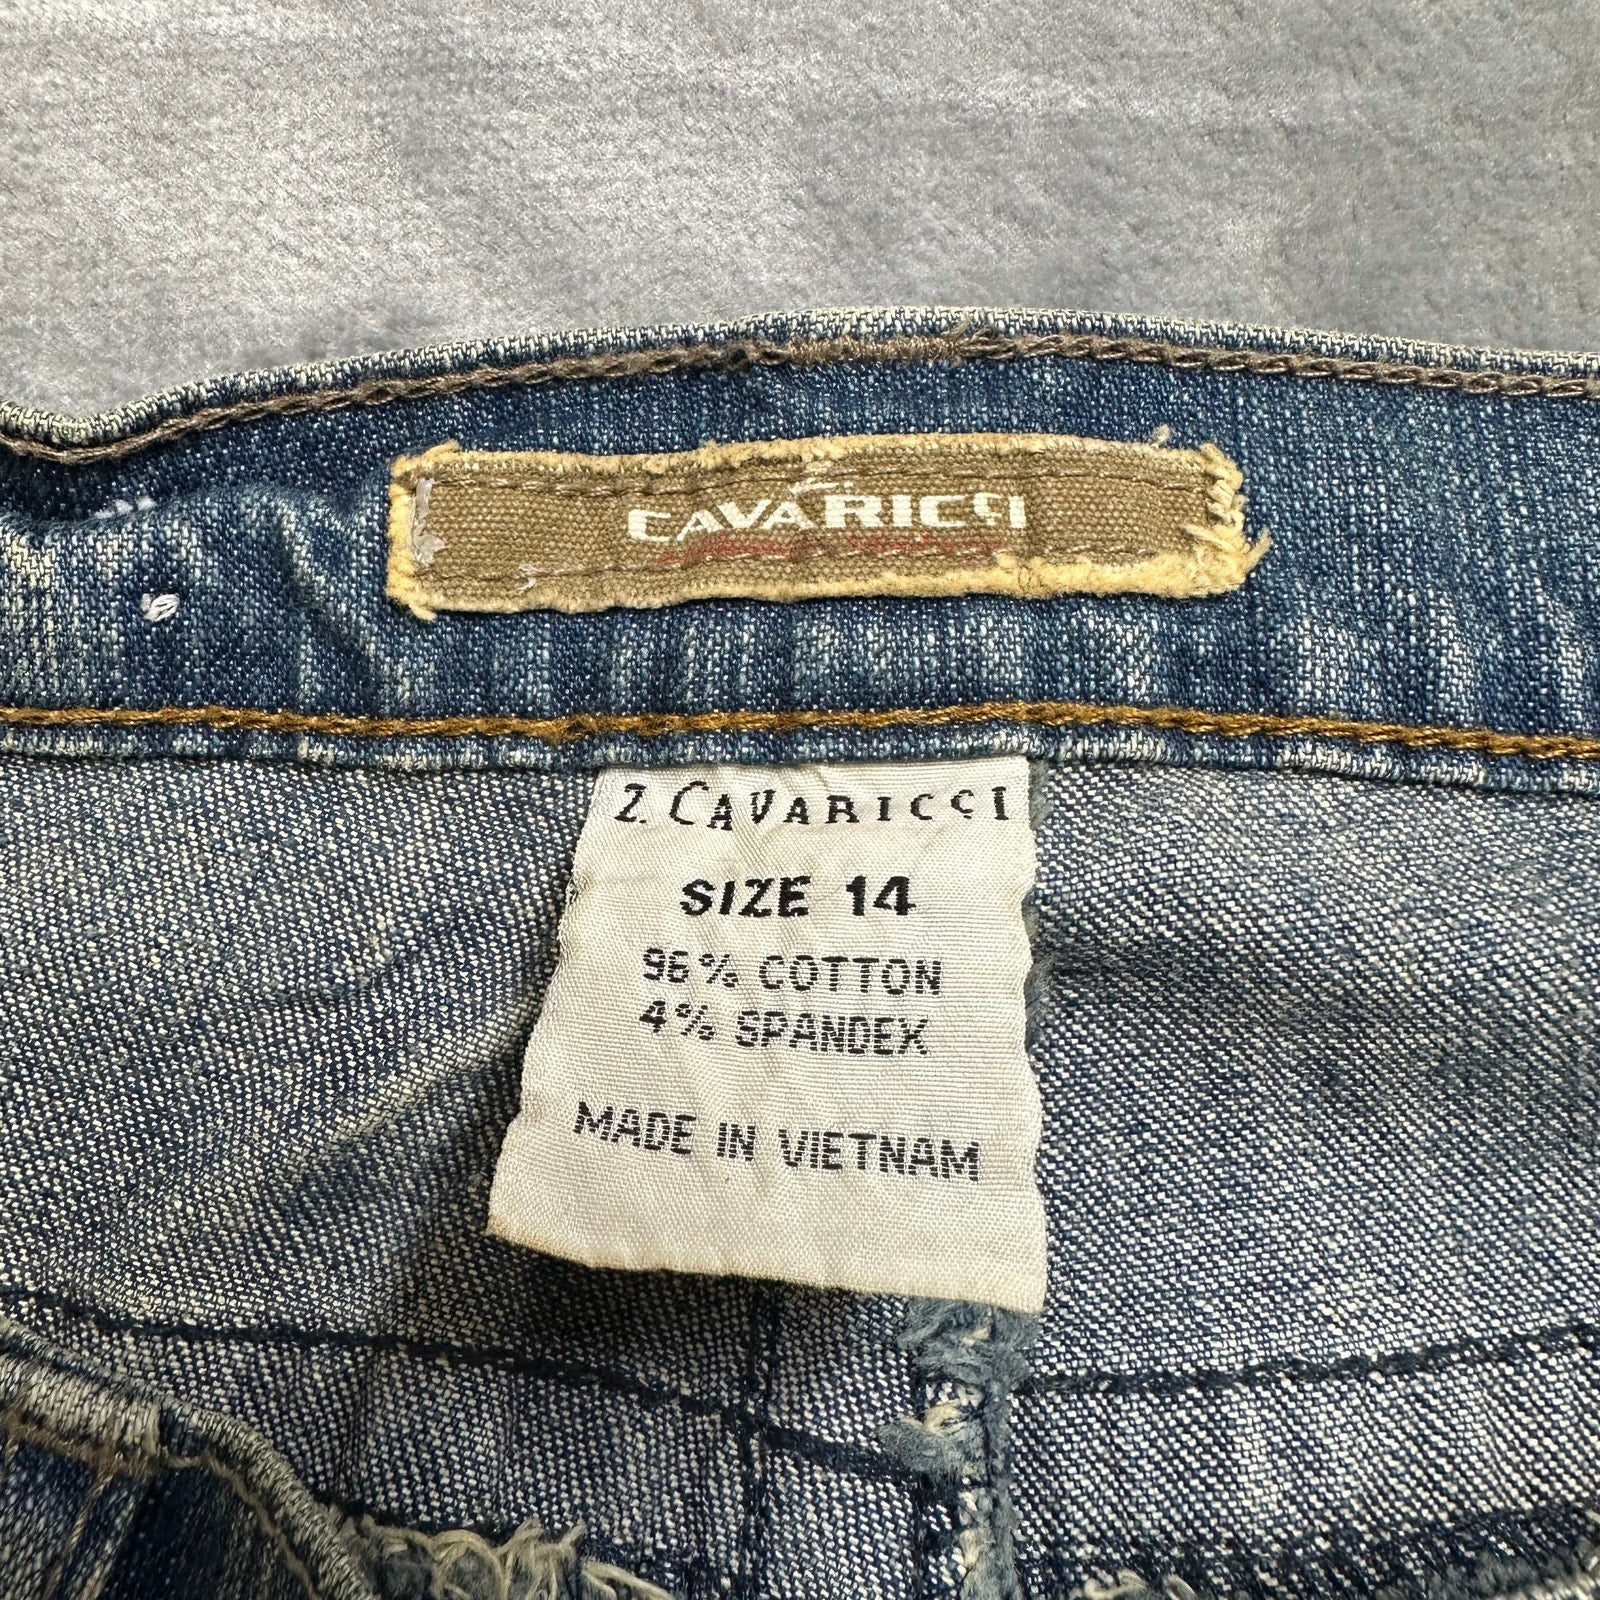 CAVARICCI
Z. CAVARICCI
SIZE 14
96% COTTON
4% SPANDEX
MADE IN VIETNAM